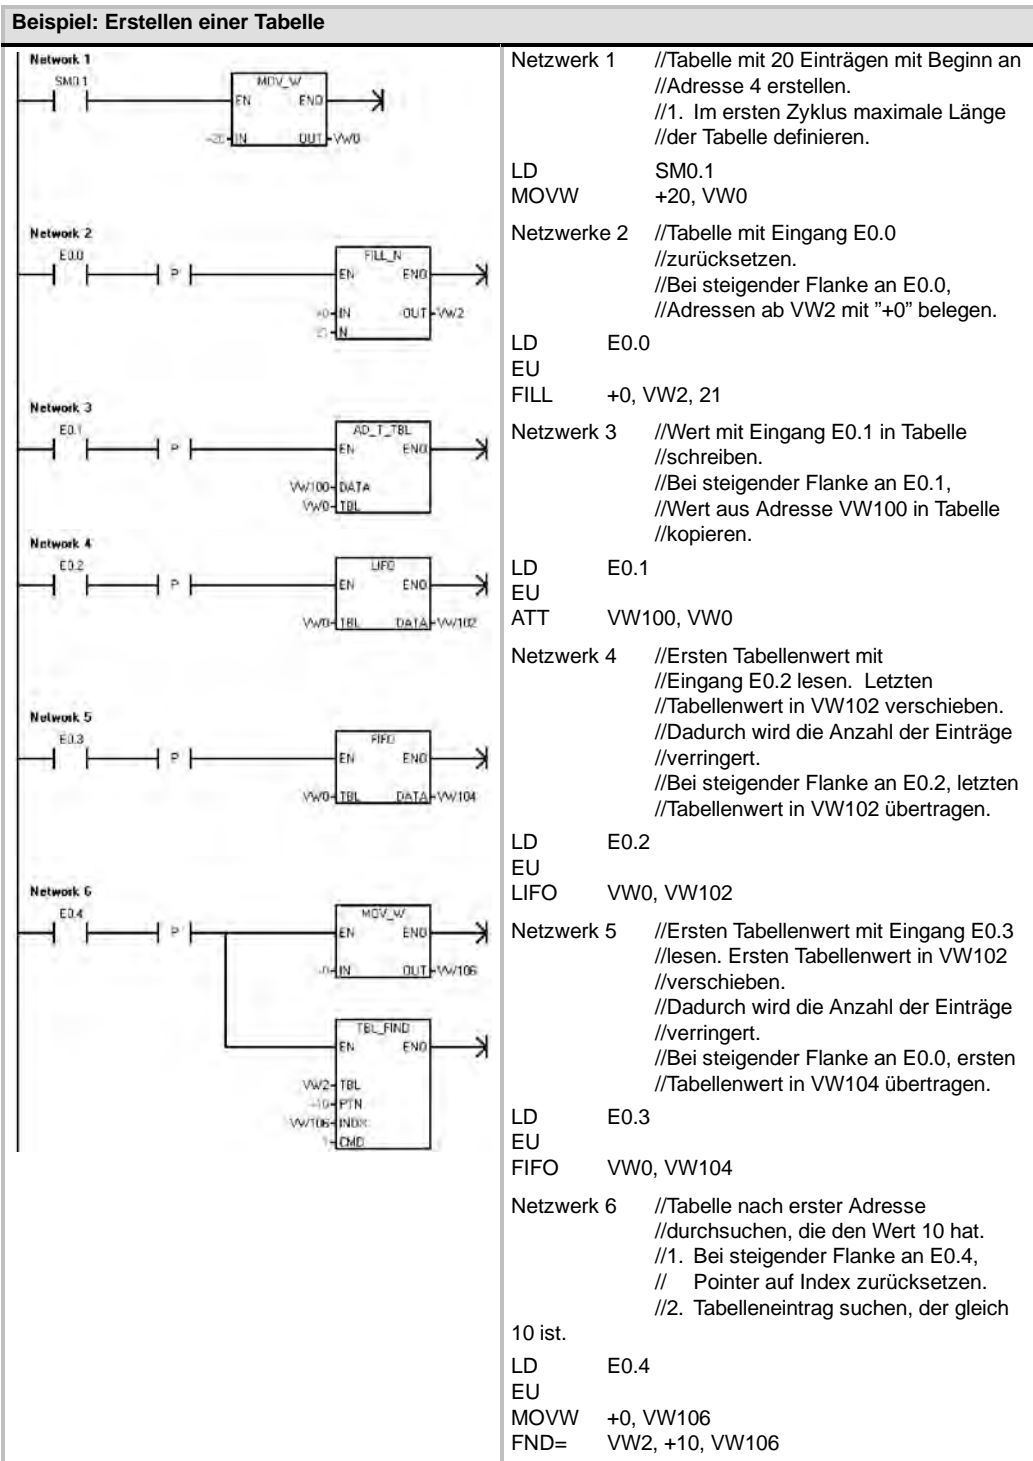 Beispiel: Erstellen einer Tabelle
Network 1
SM0.1
MOV_W
EN ENO
+20 IN OUT VW0
Network 2
E0.0
P
FILL_N
EN ENO
+0 IN OUT VW2
21 N
Network 3
E0.1
P
AD_T_TBL
EN ENO
VW100 DATA
VW0 TBL
Network 4
E0.2
P
LIFO
EN ENO
VW0 TBL DATA VW102
Network 5
E0.3
P
FIFO
EN ENO
VW0 TBL DATA VW104
Network 6
E0.4
P
MOV_W
EN ENO
+0 IN OUT VW106
TBL_FIND
EN ENO
VW2 TBL
+10 PTN
VW106 INDX
1 CMD
Netzwerk 1 //Tabelle mit 20 Einträgen mit Beginn an
//Adresse 4 erstellen.
//1. Im ersten Zyklus maximale Länge
//der Tabelle definieren.
LD SM0.1
MOVW +20, VW0
Netzwerke 2 //Tabelle mit Eingang E0.0
//zurücksetzen.
//Bei steigender Flanke an E0.0,
//Adressen ab VW2 mit ”+0” belegen.
LD E0.0
EU
FILL +0, VW2, 21
Netzwerk 3 //Wert mit Eingang E0.1 in Tabelle
//schreiben.
//Bei steigender Flanke an E0.1,
//Wert aus Adresse VW100 in Tabelle
//kopieren.
LD E0.1
EU
ATT VW100, VW0
Netzwerk 4 //Ersten Tabellenwert mit
//Eingang E0.2 lesen. Letzten
//Tabellenwert in VW102 verschieben.
//Dadurch wird die Anzahl der Einträge
//verringert.
//Bei steigender Flanke an E0.2, letzten
//Tabellenwert in VW102 übertragen.
LD E0.2
EU
LIFO VW0, VW102
Netzwerk 5 //Ersten Tabellenwert mit Eingang E0.3
//lesen. Ersten Tabellenwert in VW102
//verschieben.
//Dadurch wird die Anzahl der Einträge
//verringert.
//Bei steigender Flanke an E0.0, ersten
//Tabellenwert in VW104 übertragen.
LD E0.3
EU
FIFO VW0, VW104
Netzwerk 6 //Tabelle nach erster Adresse
//durchsuchen, die den Wert 10 hat.
//1. Bei steigender Flanke an E0.4,
// Pointer auf Index zurücksetzen.
//2. Tabelleneintrag suchen, der gleich
10 ist.
LD E0.4
EU
MOVW +0, VW106
FND= VW2, +10, VW106